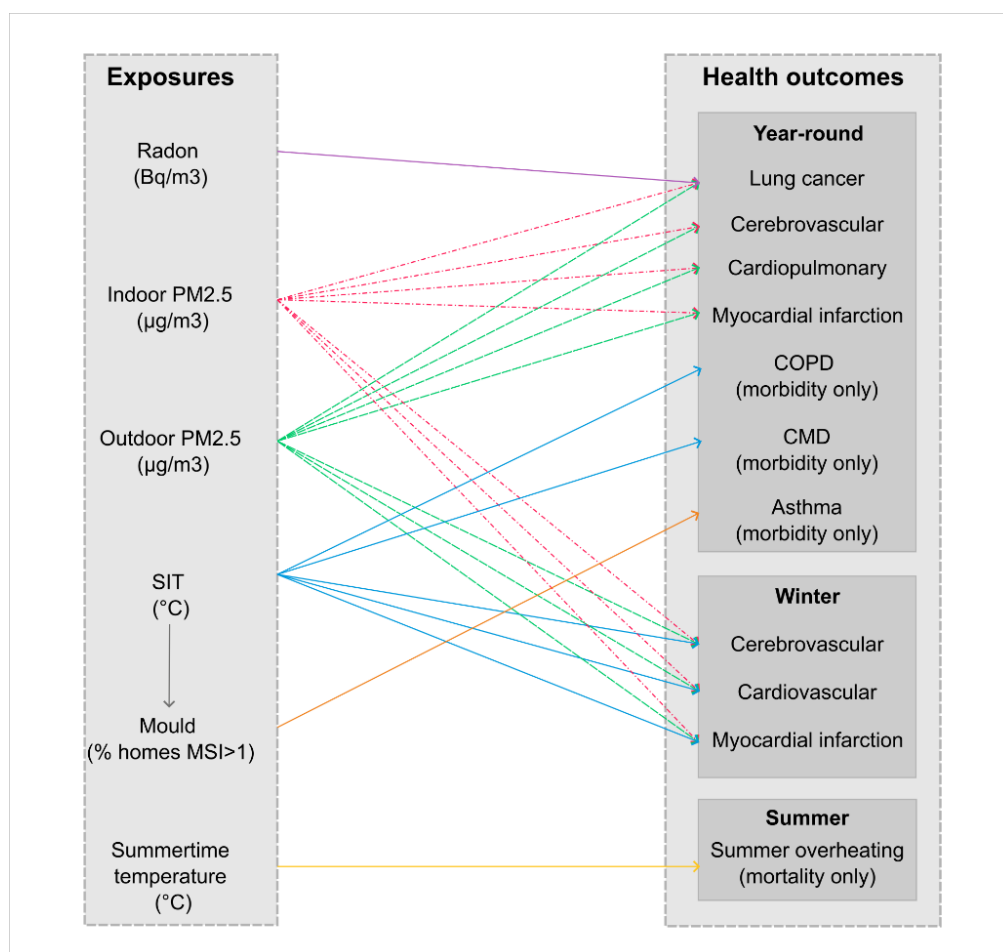 Exposures
Radon
(Bq/m3)
Indoor PM2.5
(µg/m3)
Outdoor PM2.5
(µg/m3)
SIT
(°C)
Mould
(% homes MSI>1)
Summertime
temperature
(°C)
Health outcomes
Year-round
Lung cancer
Cerebrovascular
Cardiopulmonary
Myocardial infarction
COPD
(morbidity only)
CMD
(morbidity only)
Asthma
(morbidity only)
Winter
Cerebrovascular
Cardiovascular
Myocardial infarction
Summer
Summer overheating
(mortality only)